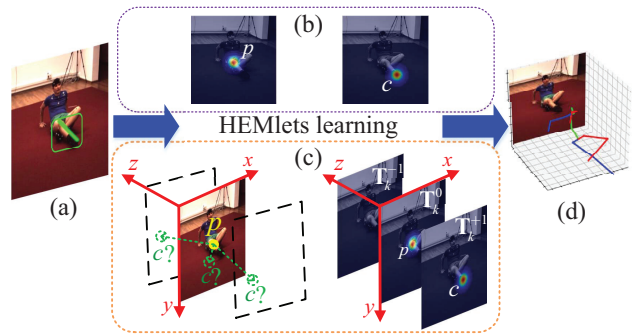 (b)
p
c
HEMlets learning
(a)
(d)
(c)
z
x
p
c?
c?
c?
y
z
x
T_k^{-1}
T_k^0
T_k^{+1}
p
c
y